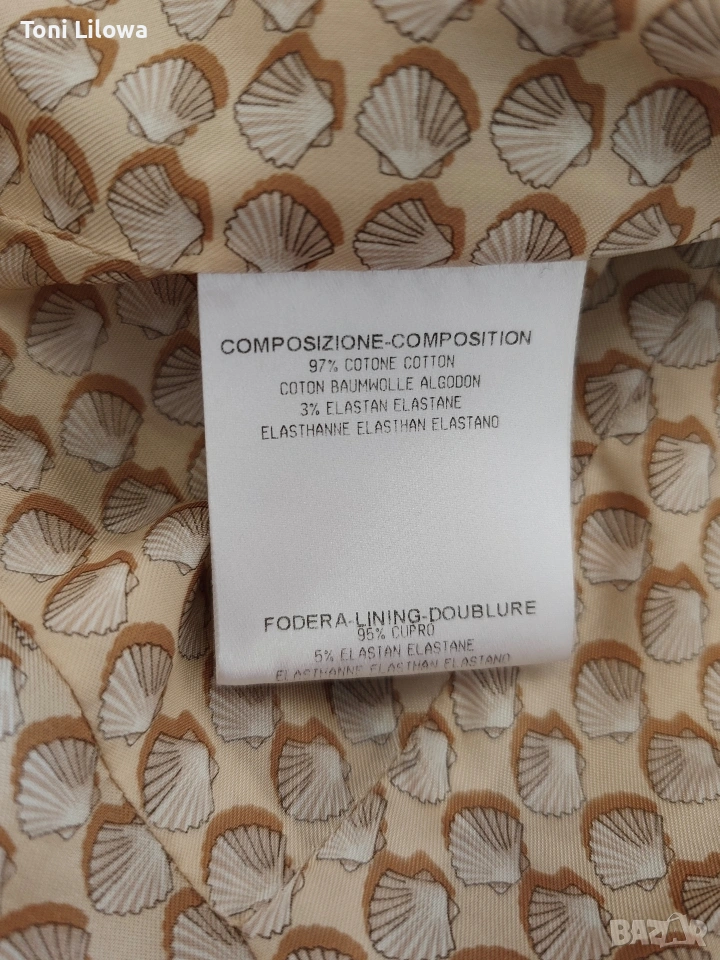 Toni Lilowa
COMPOSIZIONE-COMPOSITION
97% COTONE COTTON
COTON BAUMWOLLE ALGODON
3% ELASTAN ELASTANE
ELASTHANNE ELASTHAN ELASTANO
FODERA-LINING-DOUBLURE
95% CUPRO
5% ELASTAN ELASTANE
ELASTHANNE ELASTHAN ELASTANO
BAZAR